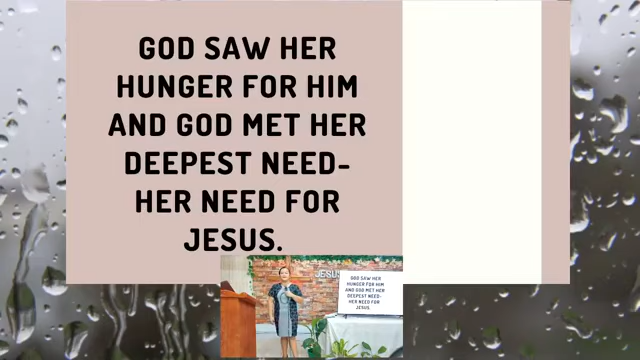 GOD SAW HER
HUNGER FOR HIM
AND GOD MET HER
DEEPEST NEED-
HER NEED FOR
JESUS.
JESUS
GOD SAW HER
HUNGER FOR HIM
AND GOD MET HER
DEEPEST NEED-
HER NEED FOR
JESUS